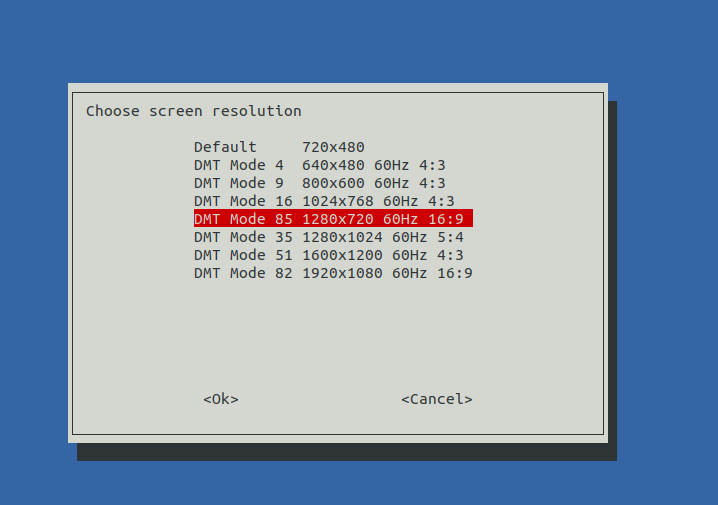 Choose screen resolution
Default     720x480
DMT Mode 4  640x480 60Hz 4:3
DMT Mode 9  800x600 60Hz 4:3
DMT Mode 16 1024x768 60Hz 4:3
DMT Mode 85 1280x720 60Hz 16:9
DMT Mode 35 1280x1024 60Hz 5:4
DMT Mode 51 1600x1200 60Hz 4:3
DMT Mode 82 1920x1080 60Hz 16:9
<Ok>                  <Cancel>